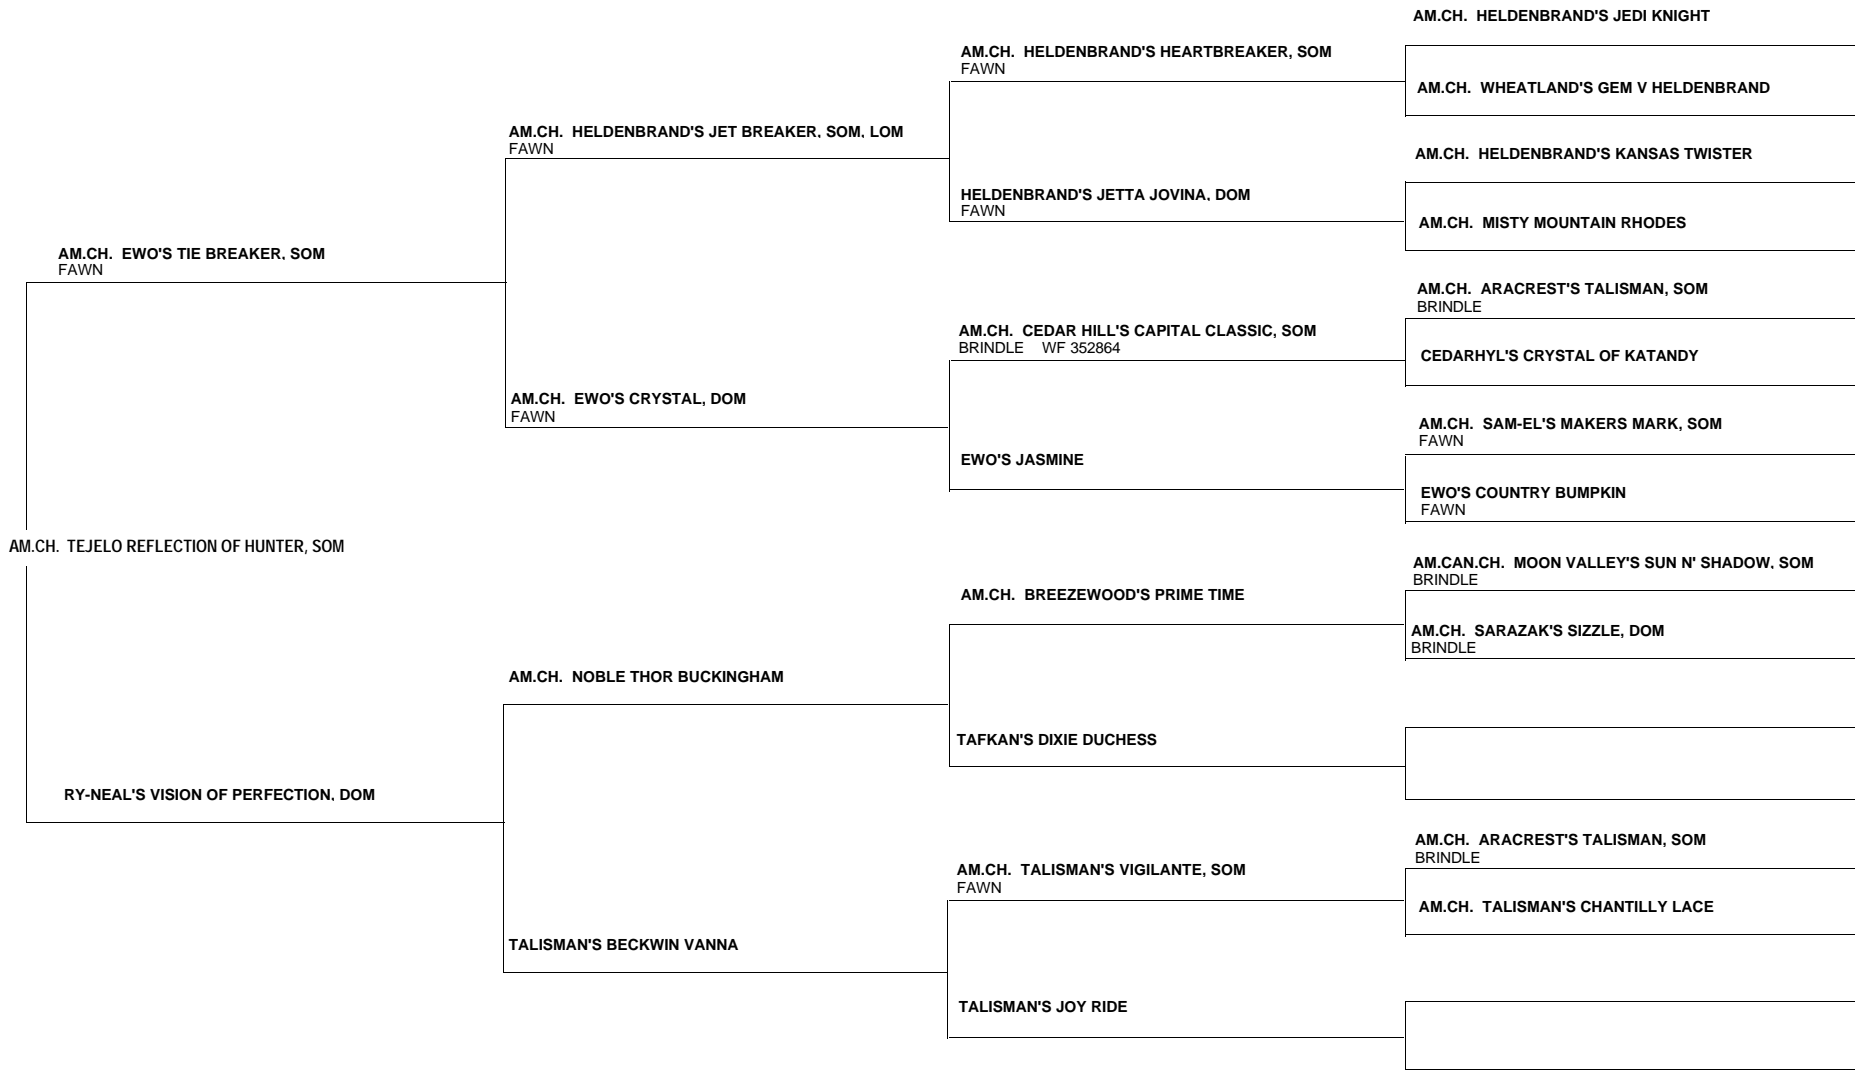 AM.CH. TEJELO REFLECTION OF HUNTER, SOM
AM.CH. EWO'S TIE BREAKER, SOM
FAWN
RY-NEAL'S VISION OF PERFECTION, DOM
AM.CH. HELDENBRAND'S JET BREAKER, SOM, LOM
FAWN
AM.CH. EWO'S CRYSTAL, DOM
FAWN
AM.CH. NOBLE THOR BUCKINGHAM
TALISMAN'S BECKWIN VANNA
AM.CH. HELDENBRAND'S HEARTBREAKER, SOM
FAWN
HELDENBRAND'S JETTA JOVINA, DOM
FAWN
AM.CH. CEDAR HILL'S CAPITAL CLASSIC, SOM
BRINDLE WF 352864
EWO'S JASMINE
AM.CH. BREEZEWOOD'S PRIME TIME
TAFKAN'S DIXIE DUCHESS
AM.CH. TALISMAN'S VIGILANTE, SOM
FAWN
TALISMAN'S JOY RIDE
AM.CH. HELDENBRAND'S JEDI KNIGHT
AM.CH. WHEATLAND'S GEM V HELDENBRAND
AM.CH. HELDENBRAND'S KANSAS TWISTER
AM.CH. MISTY MOUNTAIN RHODES
AM.CH. ARACREST'S TALISMAN, SOM
BRINDLE
CEDARHYL'S CRYSTAL OF KATANDY
AM.CH. SAM-EL'S MAKERS MARK, SOM
FAWN
EWO'S COUNTRY BUMPKIN
FAWN
AM.CAN.CH. MOON VALLEY'S SUN N' SHADOW, SOM
BRINDLE
AM.CH. SARAZAK'S SIZZLE, DOM
BRINDLE
AM.CH. ARACREST'S TALISMAN, SOM
BRINDLE
AM.CH. TALISMAN'S CHANTILLY LACE